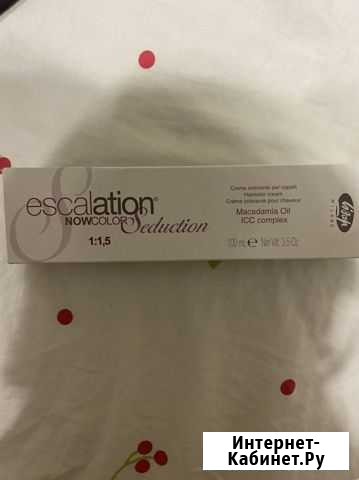 escalation®
NOWCOLOR
Seduction
1:1,5
Crema colorante per capelli
Haircolor cream
Crème colorante pour cheveux
Macadamia Oil
ICC complex
100 mL e Net Wt. 3.5 Oz.
Lisap
MILANO
Интернет-
Кабинет.Ру